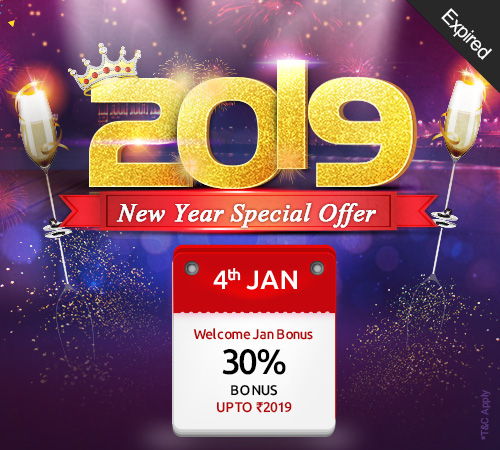 Expired
2019
New Year Special Offer
4th JAN
Welcome Jan Bonus
30%
BONUS
UPTO ₹2019
*T&C Apply